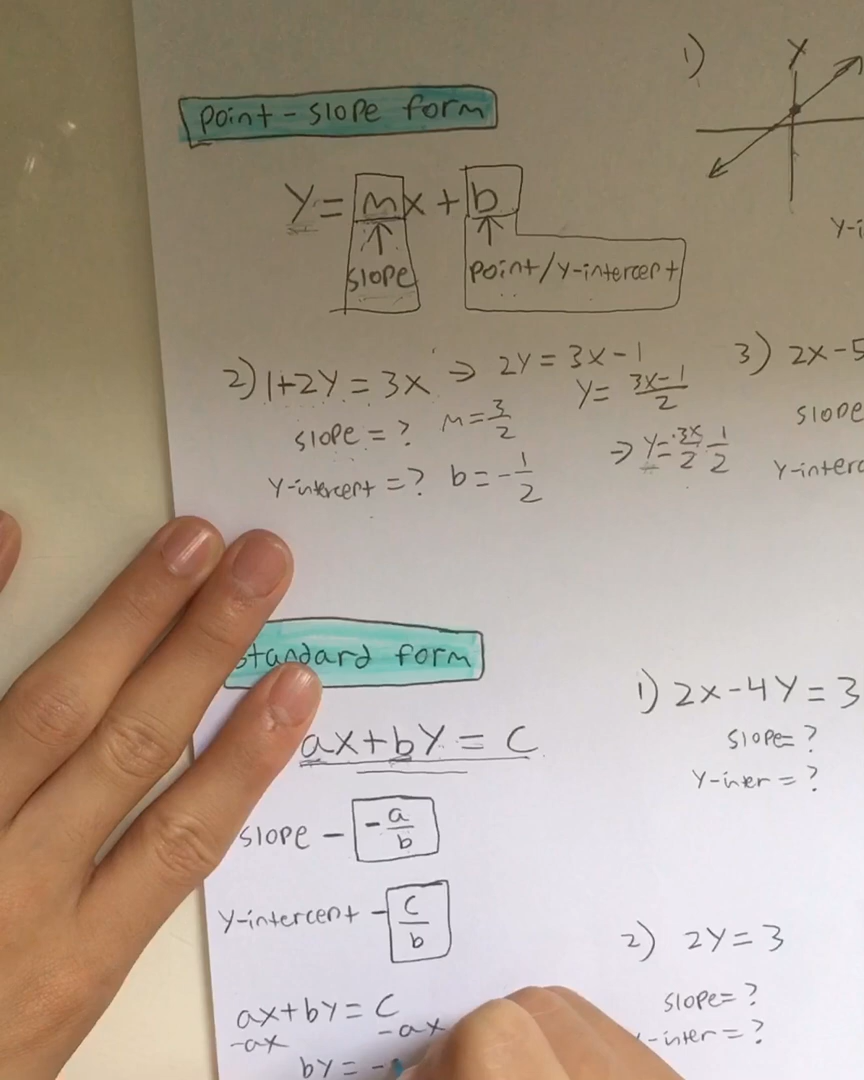 point-slope form
1)
Y
Y = mx + b
slope
point/y-intercept
2) 1+2Y = 3X ⇒ 2Y = 3X - 1
Y = 3X-1/2
slope = ? m = 3/2
→ Y = 3X/2 - 1/2
Y-intercept = ? b = -1/2
3) 2X-5
slope
Y-interc
standard form
ax+bY = C
slope - -a/b
Y-intercept - C/b
ax+by = C
-ax -ax
by = -
1) 2X-4Y = 3
slope= ?
Y-inter = ?
2) 2Y = 3
slope= ?
-inter = ?